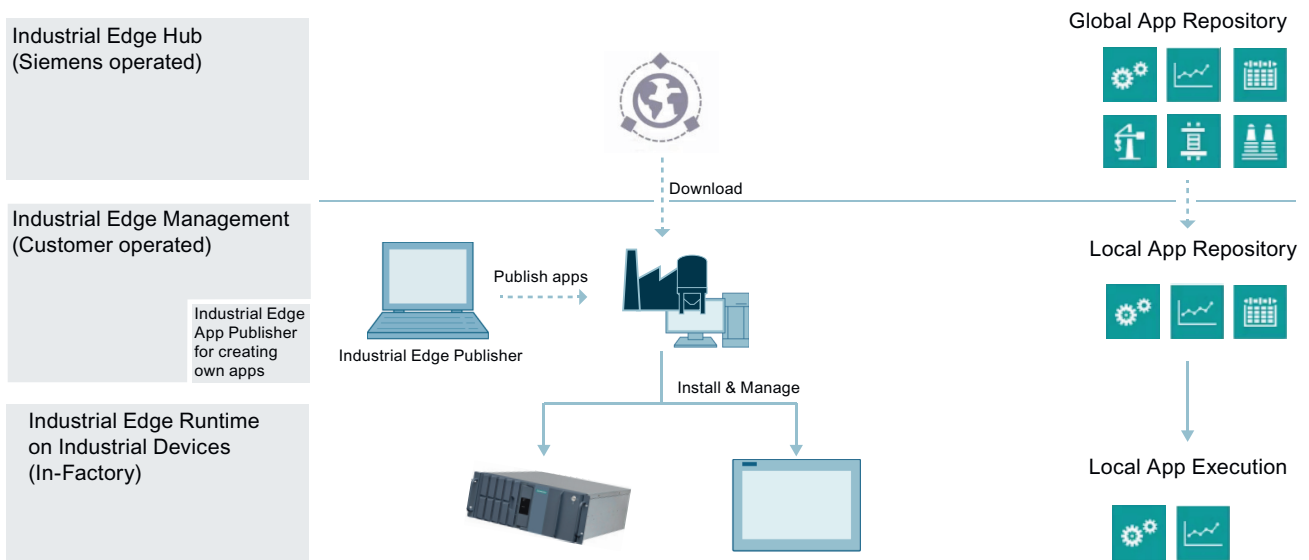 Industrial Edge Hub
(Siemens operated)
Global App Repository
Download
Industrial Edge Management
(Customer operated)
Industrial Edge
App Publisher
for creating
own apps
Publish apps
Industrial Edge Publisher
Local App Repository
Install & Manage
Industrial Edge Runtime
on Industrial Devices
(In-Factory)
Local App Execution